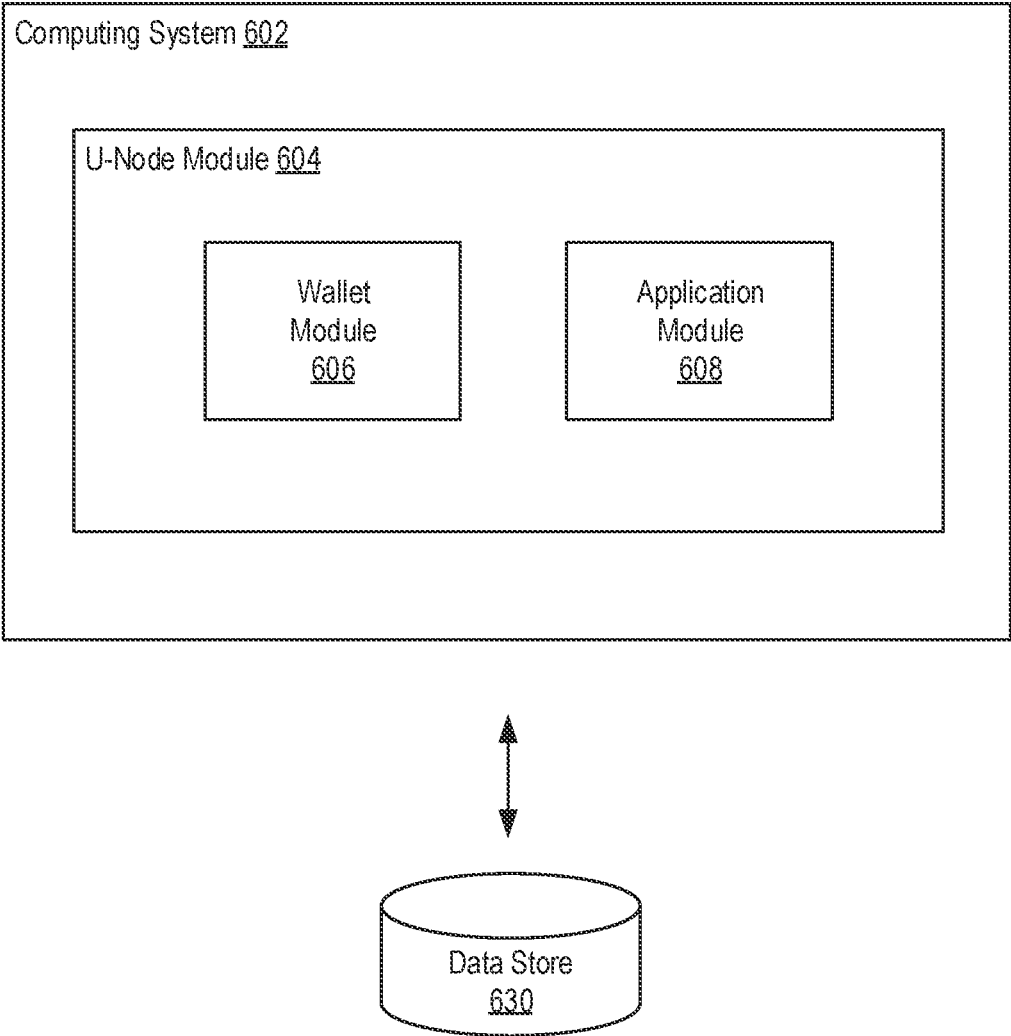 Computing System 602
U-Node Module 604
Wallet
Module
606
Application
Module
608
Data Store
630